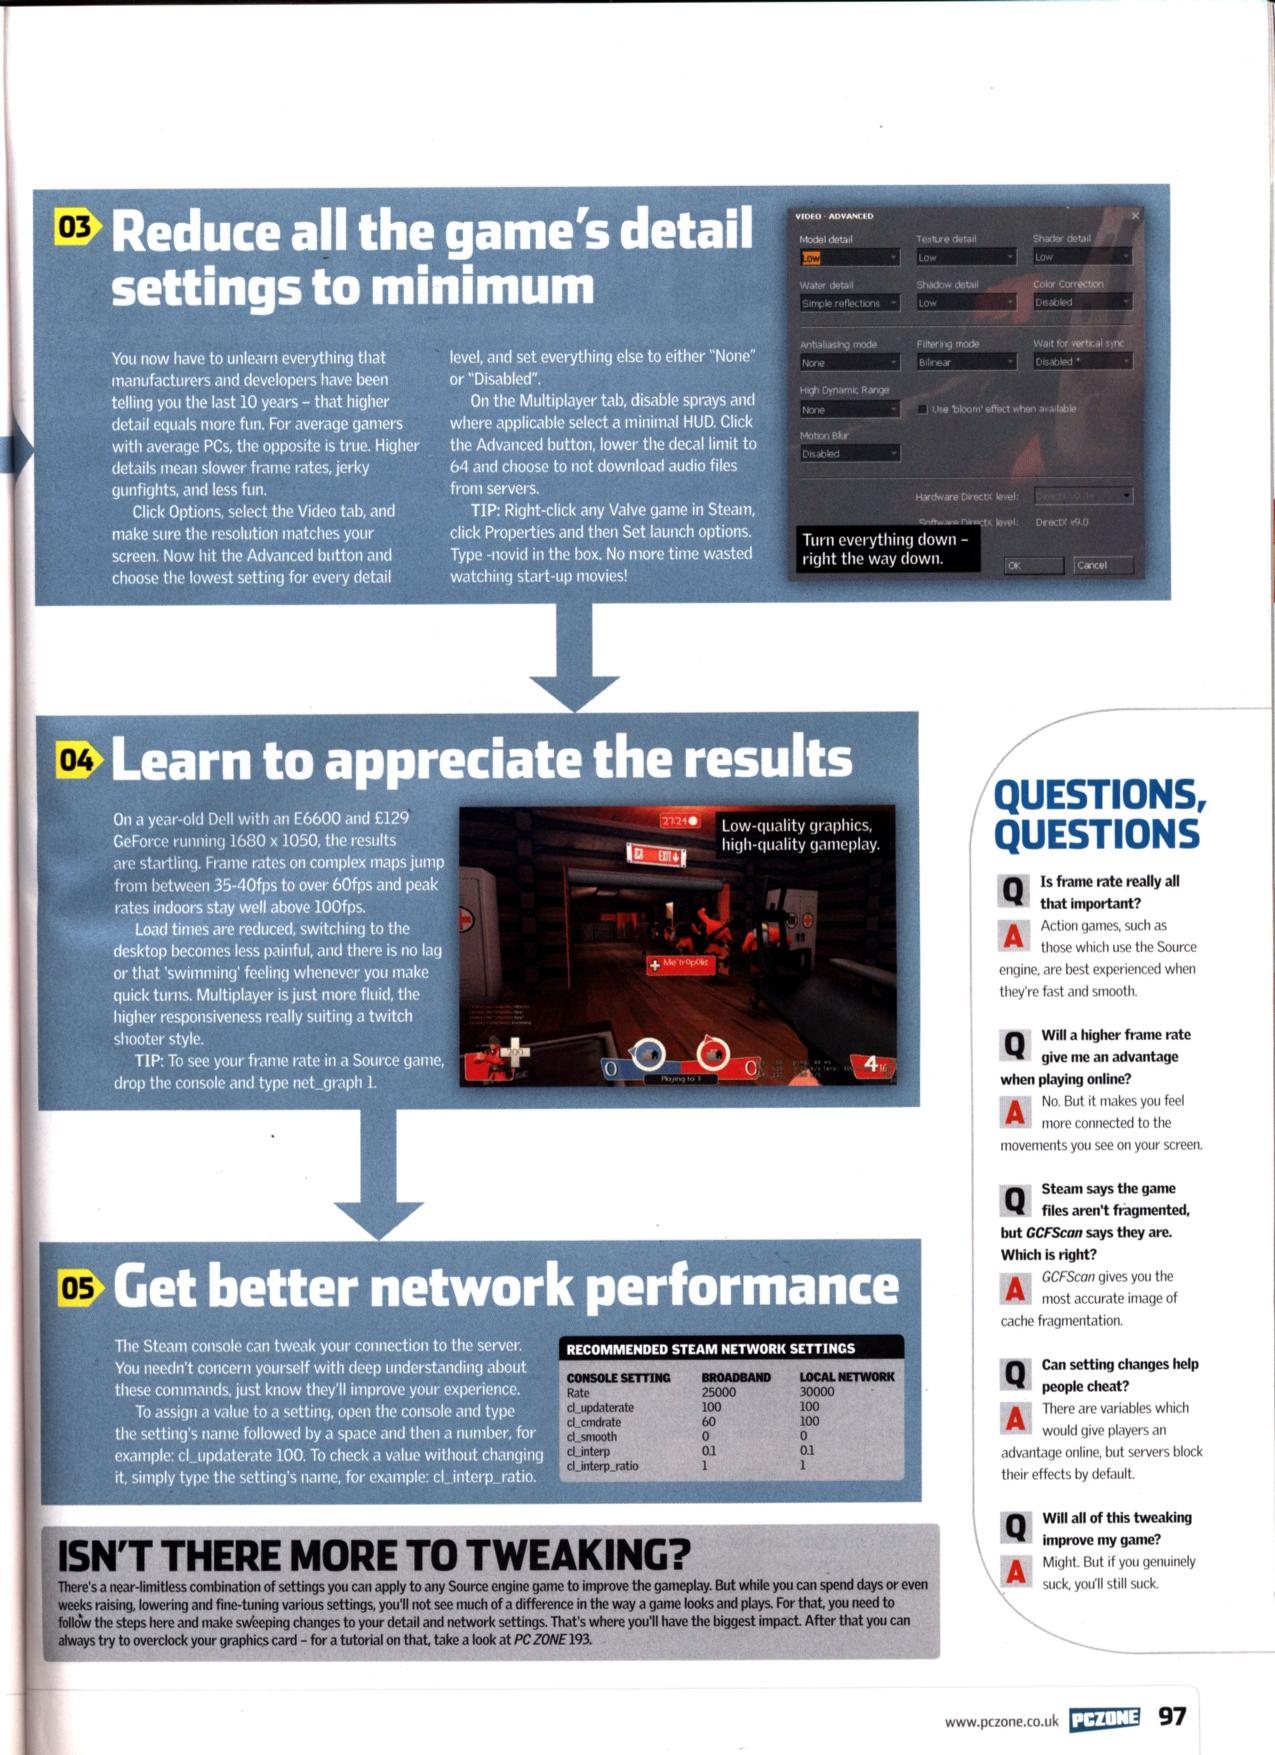 03
Reduce all the game's detail
settings to minimum
You now have to unlearn everything that
manufacturers and developers have been
telling you the last 10 years – that higher
detail equals more fun. For average gamers
with average PCs, the opposite is true. Higher
details mean slower frame rates, jerky
gunfights, and less fun.
Click Options, select the Video tab, and
make sure the resolution matches your
screen. Now hit the Advanced button and
choose the lowest setting for every detail
level, and set everything else to either "None"
or "Disabled".
On the Multiplayer tab, disable sprays and
where applicable select a minimal HUD. Click
the Advanced button, lower the decal limit to
64 and choose to not download audio files
from servers.
TIP: Right-click any Valve game in Steam,
click Properties and then Set launch options.
Type -novid in the box. No more time wasted
watching start-up movies!
VIDEO - ADVANCED
Model detail Texture detail Shader detail
Low Low Low
Water detail Shadow detail Color Correction
Simple reflections Low Disabled
Antialiasing mode Filtering mode Wait for vertical sync
None Bilinear Disabled *
High Dynamic Range
None Use 'bloom' effect when available
Motion Blur
Disabled
Hardware DirectX level:
Software DirectX level: DirectX v9.0
Turn everything down –
right the way down.
OK Cancel
04
Learn to appreciate the results
On a year-old Dell with an E6600 and £129
GeForce running 1680 x 1050, the results
are startling. Frame rates on complex maps jump
from between 35-40fps to over 60fps and peak
rates indoors stay well above 100fps.
Load times are reduced, switching to the
desktop becomes less painful, and there is no lag
or that 'swimming' feeling whenever you make
quick turns. Multiplayer is just more fluid, the
higher responsiveness really suiting a twitch
shooter style.
TIP: To see your frame rate in a Source game,
drop the console and type net_graph 1.
27:24
EXIT
Low-quality graphics,
high-quality gameplay.
200
0
0
Playing to: 3
4
05
Get better network performance
The Steam console can tweak your connection to the server.
You needn't concern yourself with deep understanding about
these commands, just know they'll improve your experience.
To assign a value to a setting, open the console and type
the setting's name followed by a space and then a number, for
example: cl_updaterate 100. To check a value without changing
it, simply type the setting's name, for example: cl_interp_ratio.
RECOMMENDED STEAM NETWORK SETTINGS
CONSOLE SETTING BROADBAND LOCAL NETWORK
Rate 25000 30000
cl_updaterate 100 100
cl_cmdrate 60 100
cl_smooth 0 0
cl_interp 0.1 0.1
cl_interp_ratio 1 1
ISN'T THERE MORE TO TWEAKING?
There's a near-limitless combination of settings you can apply to any Source engine game to improve the gameplay. But while you can spend days or even
weeks raising, lowering and fine-tuning various settings, you'll not see much of a difference in the way a game looks and plays. For that, you need to
follow the steps here and make sweeping changes to your detail and network settings. That's where you'll have the biggest impact. After that you can
always try to overclock your graphics card – for a tutorial on that, take a look at PC ZONE 193.
QUESTIONS,
QUESTIONS
Q Is frame rate really all
that important?
A Action games, such as
those which use the Source
engine, are best experienced when
they're fast and smooth.
Q Will a higher frame rate
give me an advantage
when playing online?
A No. But it makes you feel
more connected to the
movements you see on your screen.
Q Steam says the game
files aren't fragmented,
but GCFScan says they are.
Which is right?
A GCFScan gives you the
most accurate image of
cache fragmentation.
Q Can setting changes help
people cheat?
A There are variables which
would give players an
advantage online, but servers block
their effects by default.
Q Will all of this tweaking
improve my game?
A Might. But if you genuinely
suck, you'll still suck.
www.pczone.co.uk PCZONE 97